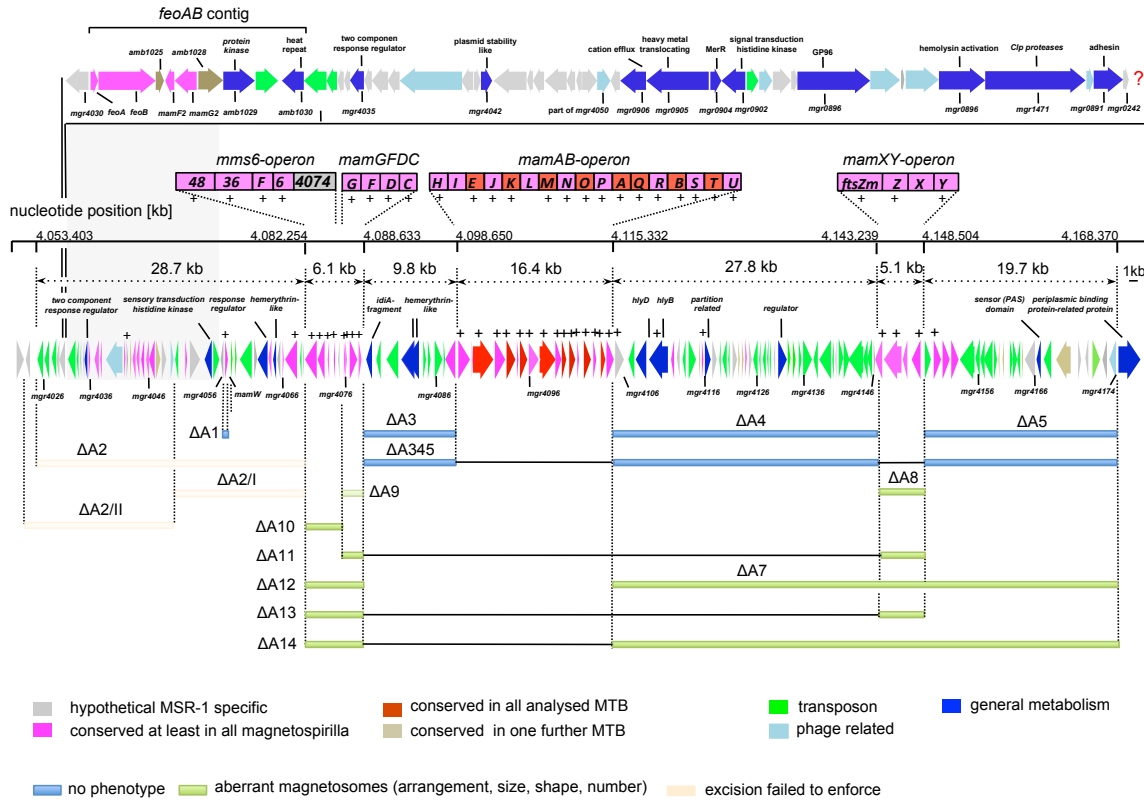 feoAB contig
amb1025 amb1028 protein kinase heat repeat two componen response regulator plasmid stability like cation efflux heavy metal translocating MerR signal transduction histidine kinase GP96 hemolysin activation Clp proteases adhesin
?
mgr4030 feoA feoB mamF2 mamG2 amb1029 amb1030 mgr4035 mgr4042 part of mgr4050 mgr0906 mgr0905 mgr0904 mgr0902 mgr0896 mgr0896 mgr1471 mgr0891 mgr0242
mms6-operon mamGFDC mamAB-operon mamXY-operon
48 36 F 6 4074 G F D C H I E J K L M N O P A Q R B S T U ftsZm Z X Y
+ + + + + + + + + + + + + + + + + + + + + + + + + + +
nucleotide position [kb]
4.053.403 4.082.254 4.088.633 4.098.650 4.115.332 4.143.239 4.148.504 4.168.370
28.7 kb 6.1 kb 9.8 kb 16.4 kb 27.8 kb 5.1 kb 19.7 kb 1kb
two component response regulator sensory transduction histidine kinase response regulator hemerythrin-like idiA-fragment hemerythrin-like hlyD hlyB partition related regulator sensor (PAS) domain periplasmic binding protein-related protein
mgr4026 mgr4036 mgr4046 mgr4056 mamW mgr4066 mgr4076 mgr4086 mgr4096 mgr4106 mgr4116 mgr4126 mgr4136 mgr4146 mgr4156 mgr4166 mgr4174
ΔA1 ΔA3 ΔA4 ΔA5
ΔA2 ΔA345
ΔA2/I ΔA9 ΔA8
ΔA2/II
ΔA10
ΔA11
ΔA12 ΔA7
ΔA13
ΔA14
hypothetical MSR-1 specific conserved in all analysed MTB transposon general metabolism
conserved at least in all magnetospirilla conserved in one further MTB phage related
no phenotype aberrant magnetosomes (arrangement, size, shape, number) excision failed to enforce